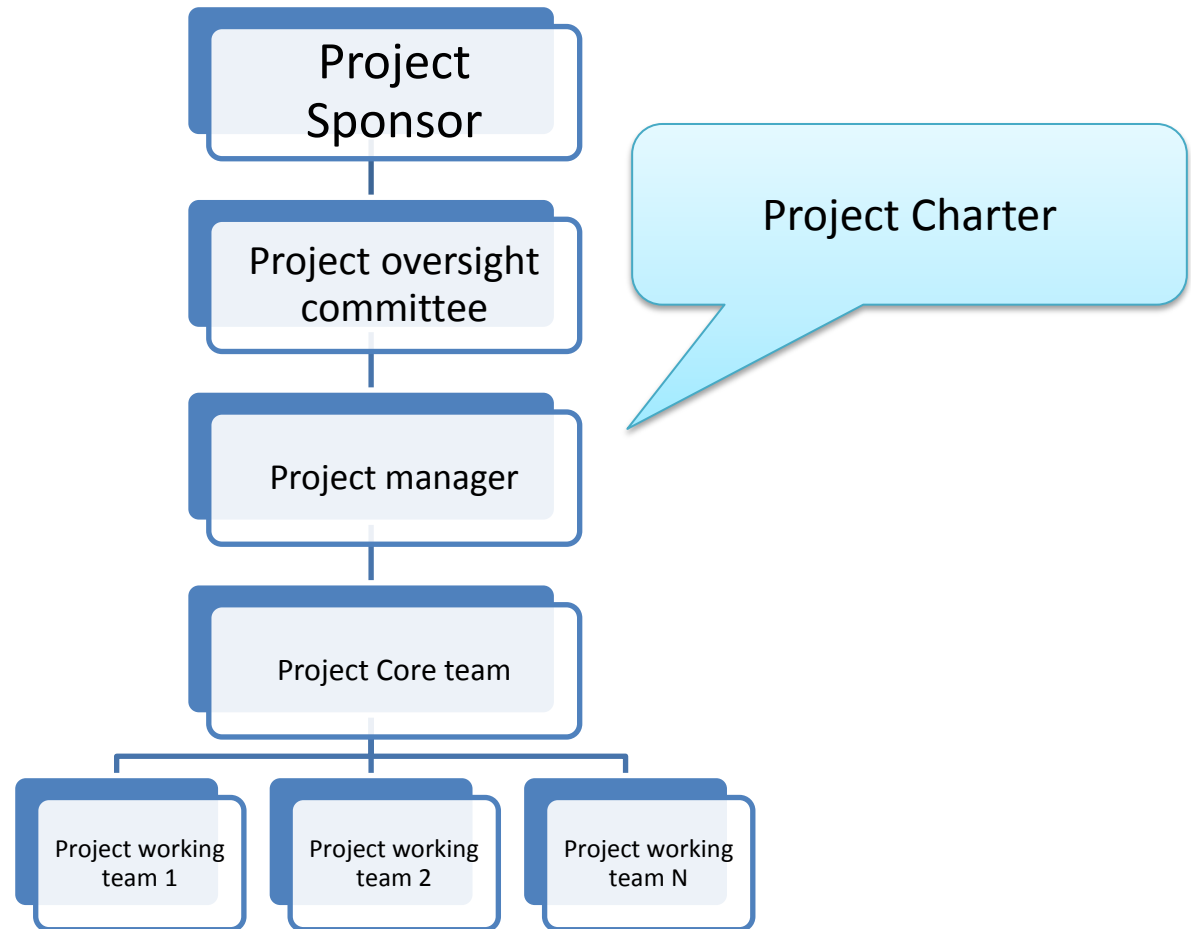 Project
Sponsor
Project Charter
Project oversight
committee
Project manager
Project Core team
Project working
team 1
Project working
team 2
Project working
team N